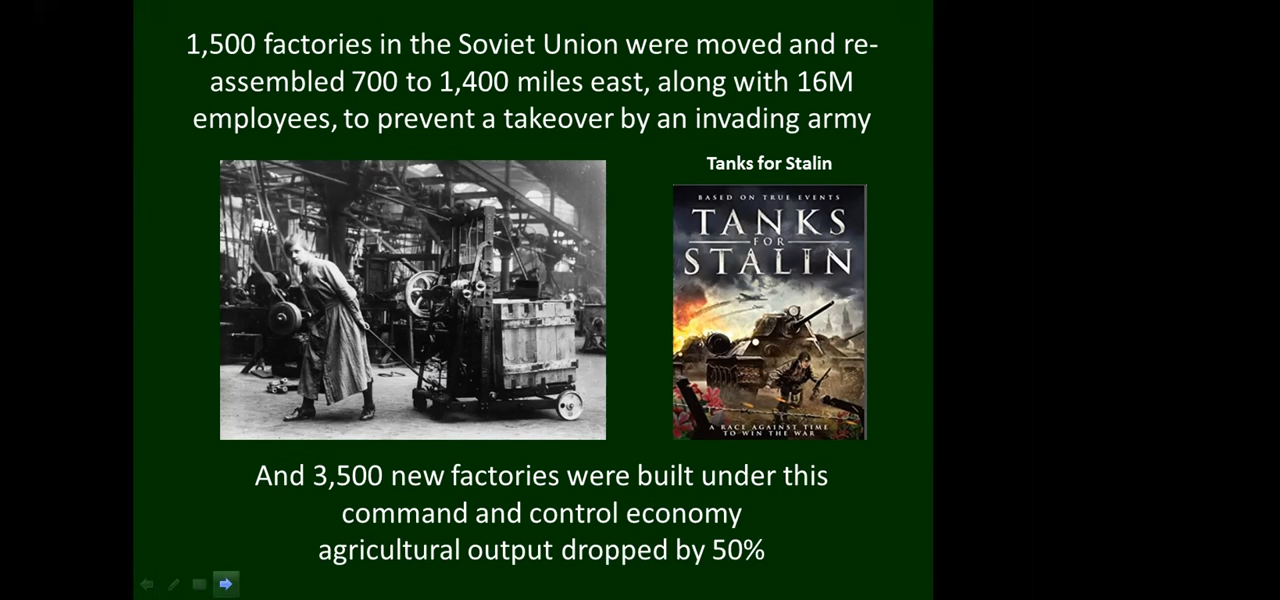 1,500 factories in the Soviet Union were moved and re-
assembled 700 to 1,400 miles east, along with 16M
employees, to prevent a takeover by an invading army
Tanks for Stalin
BASED ON TRUE EVENTS
TANKS
FOR
STALIN
A RACE AGAINST TIME
TO WIN THE WAR
And 3,500 new factories were built under this
command and control economy
agricultural output dropped by 50%